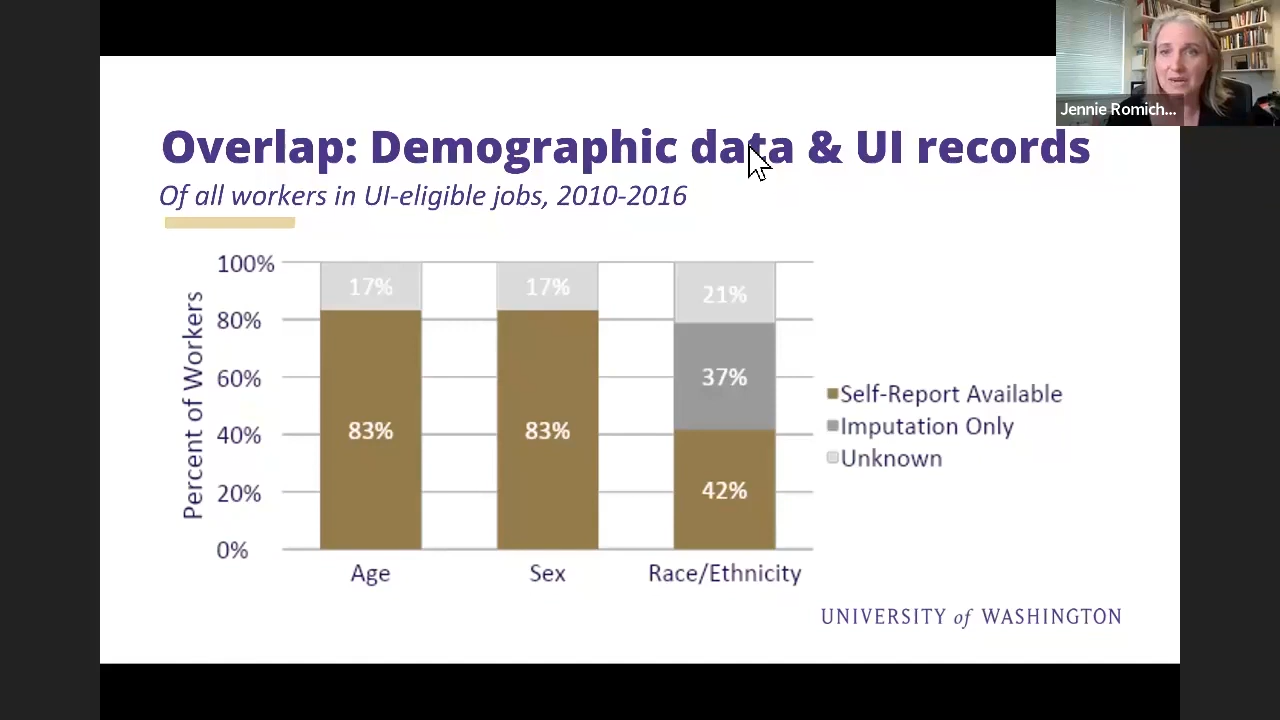 Jennie Romich...
Overlap: Demographic data & UI records
Of all workers in UI-eligible jobs, 2010-2016
Percent of Workers
100%
80%
60%
40%
20%
0%
17%
83%
17%
83%
21%
37%
42%
Age
Sex
Race/Ethnicity
Self-Report Available
Imputation Only
Unknown
UNIVERSITY of WASHINGTON